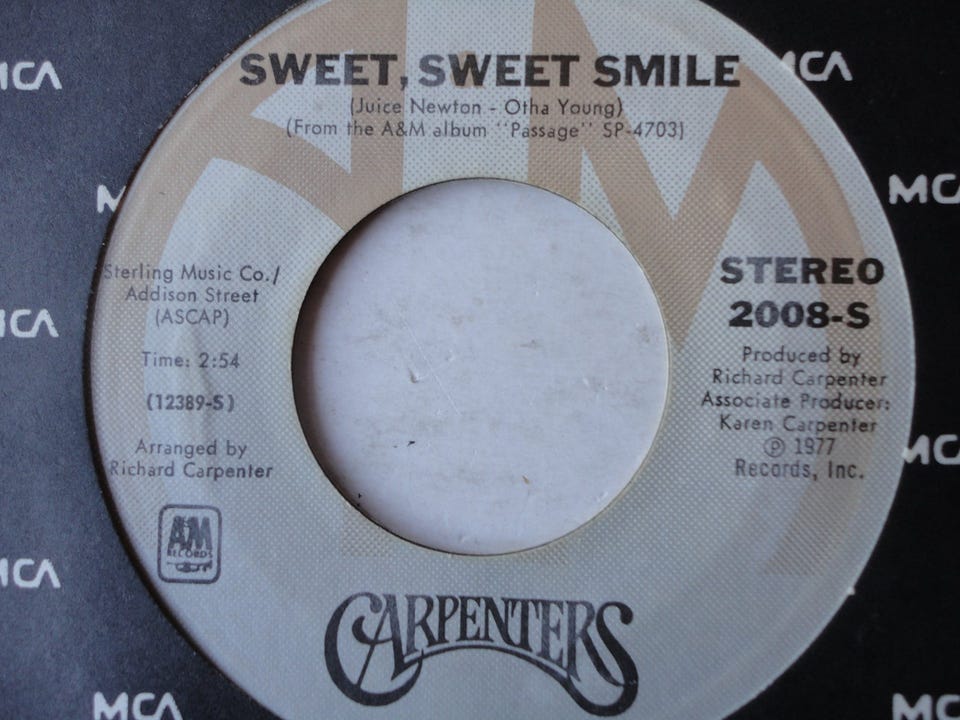 SWEET, SWEET SMILE
(Juice Newton - Otha Young)
(From the A&M album "Passage" SP-4703)
Sterling Music Co./
Addison Street
(ASCAP)
Time: 2:54
(12389-S)
Arranged by
Richard Carpenter
A&M
RECORDS
STEREO
2008-S
Produced by
Richard Carpenter
Associate Producer:
Karen Carpenter
℗ 1977
Records, Inc.
CARPENTERS
MCA
MCA
MCA
MCA
MCA
MCA
MCA
MCA
MCA